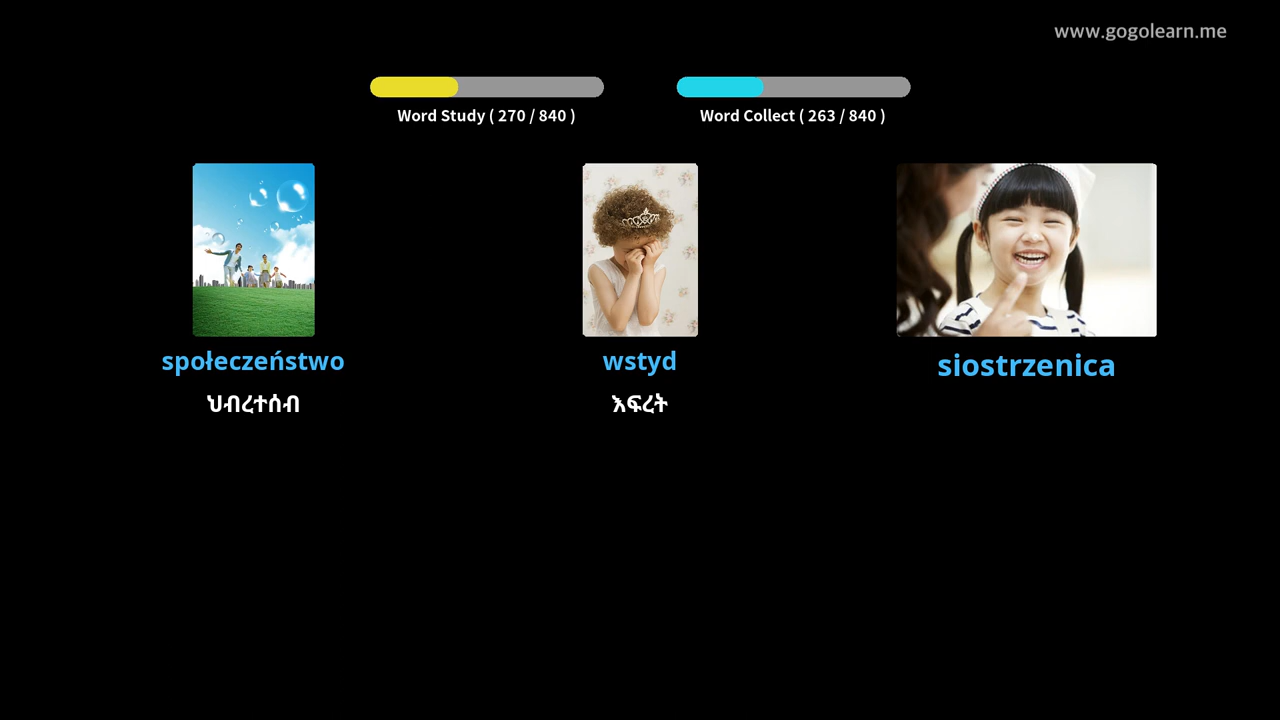 www.gogolearn.me
Word Study ( 270 / 840 )
Word Collect ( 263 / 840 )
społeczeństwo
ህብረተሰብ
wstyd
እፍረት
siostrzenica